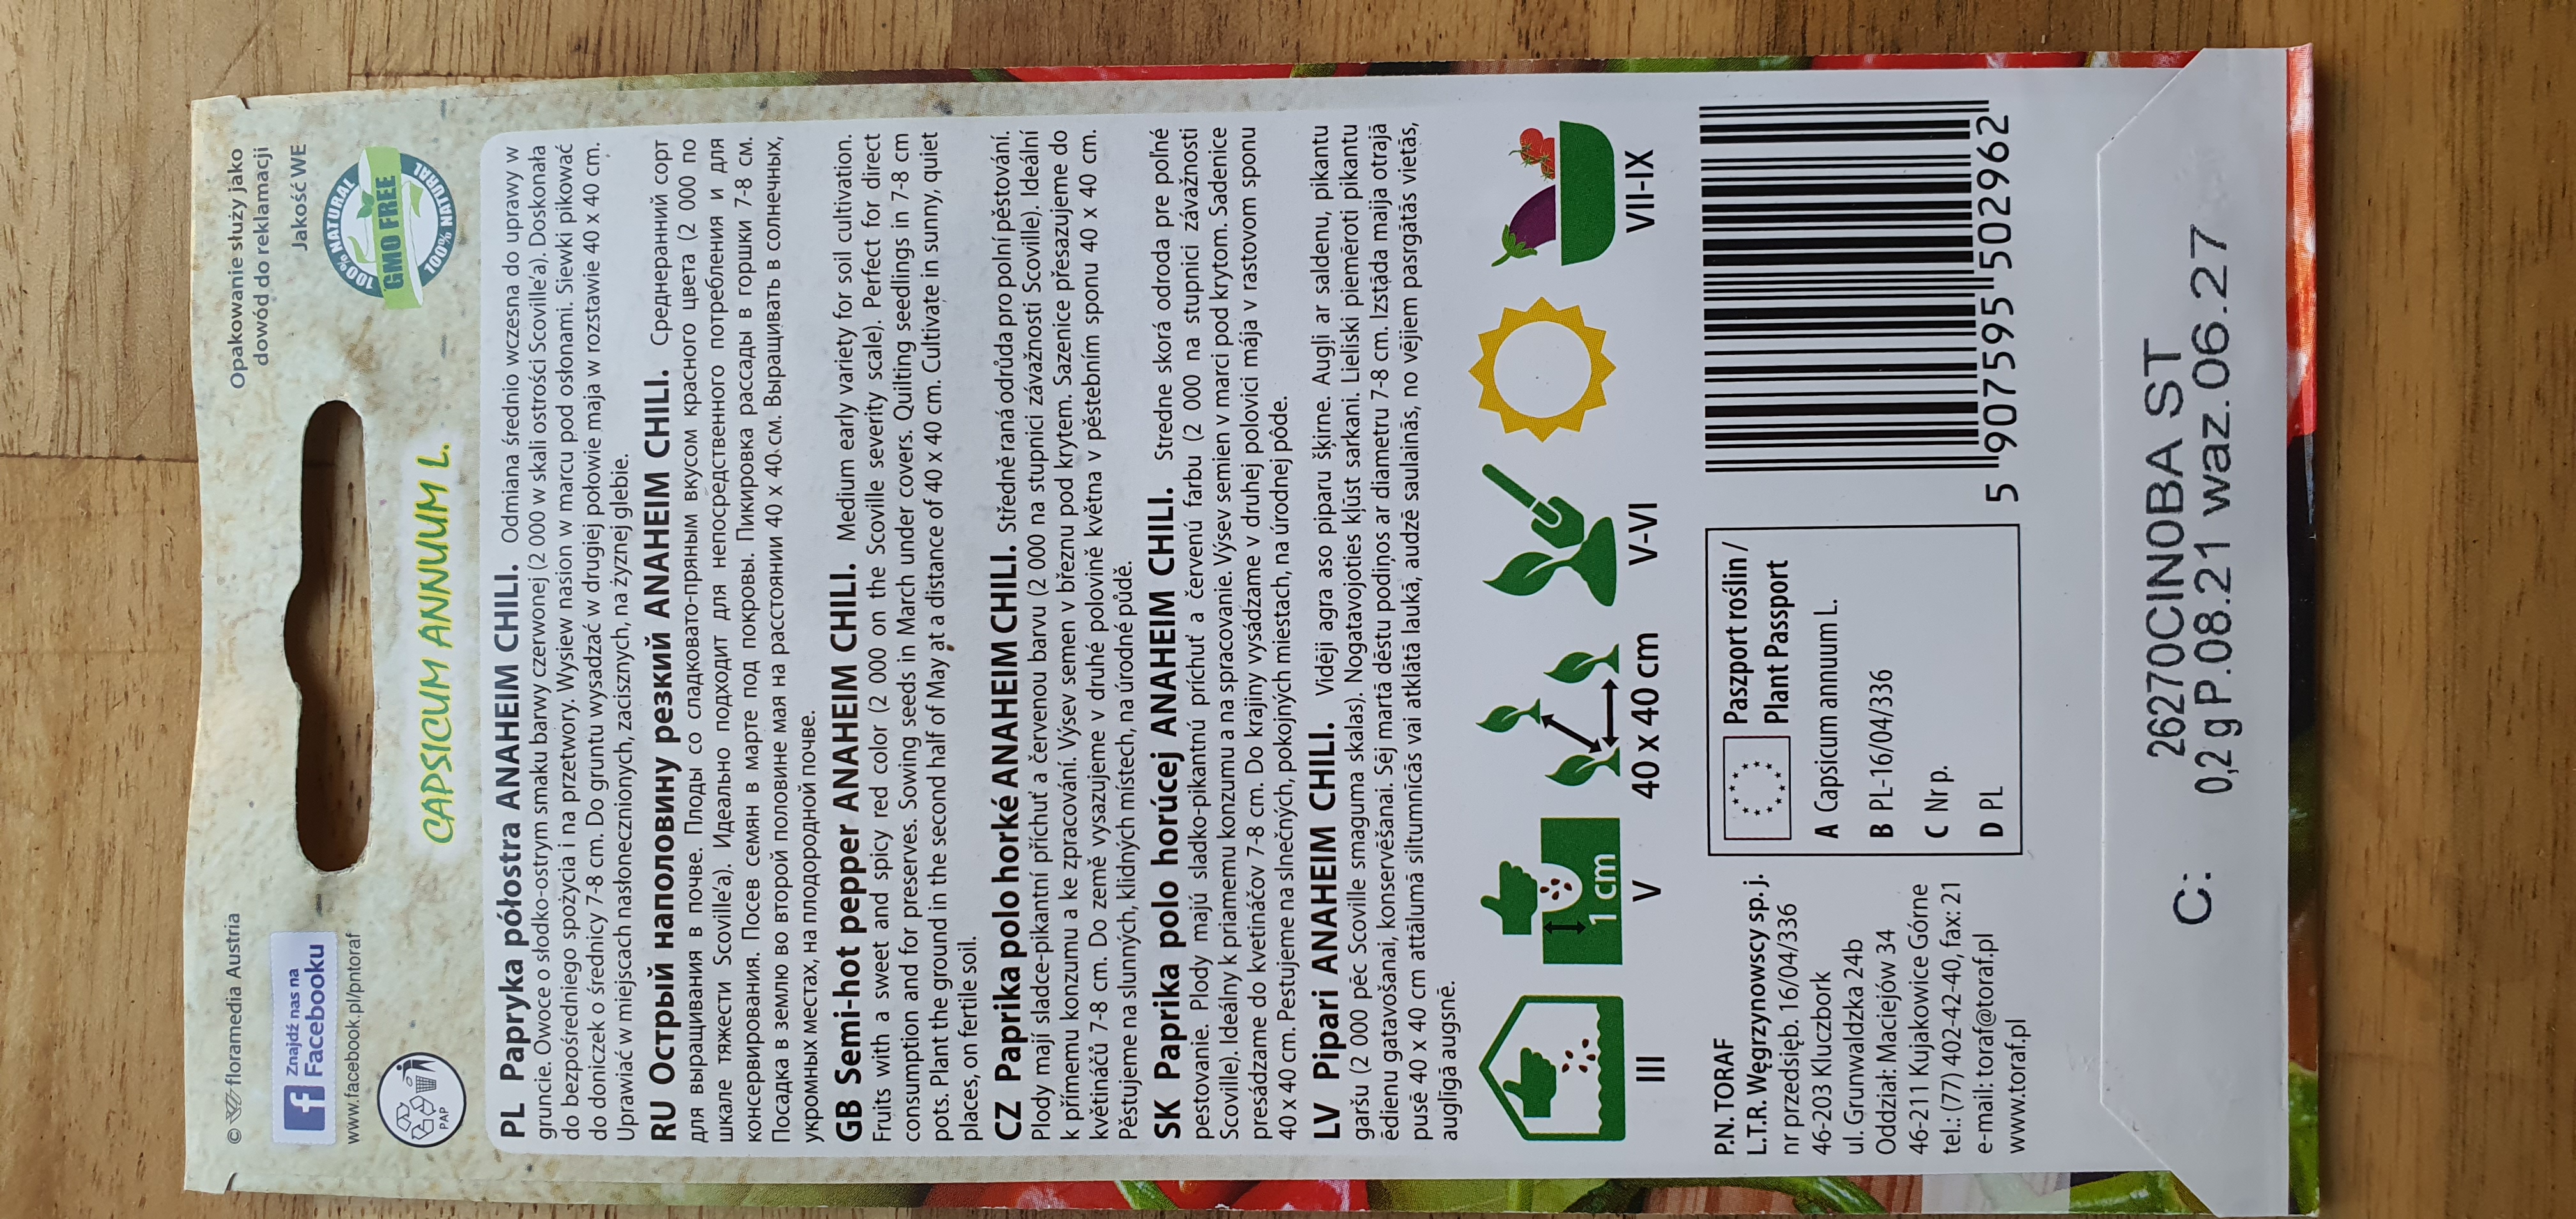 © floramedia Austria
Znajdź nas na
Facebooku
www.facebook.pl/pntoraf
PAP
Opakowanie służy jako
dowód do reklamacji
Jakość WE
100% NATURAL
GMO FREE
100% NATURAL
CAPSICUM ANNUUM L.
PL Papryka półostra ANAHEIM CHILI. Odmiana średnio wczesna do uprawy w
gruncie. Owoce o słodko-ostrym smaku barwy czerwonej (2 000 w skali ostrości Scoville'a). Doskonała
do bezpośredniego spożycia i na przetwory. Wysiew nasion w marcu pod osłonami. Siewki pikować
do doniczek o średnicy 7-8 cm. Do gruntu wysadzać w drugiej połowie maja w rozstawie 40 x 40 cm.
Uprawiać w miejscach nasłonecznionych, zacisznych, na żyznej glebie.
RU Острый наполовину резкий ANAHEIM CHILI. Среднеранний сорт
для выращивания в почве. Плоды со сладковато-пряным вкусом красного цвета (2 000 по
шкале тяжести Scoville'a). Идеально подходит для непосредственного потребления и для
консервирования. Посев семян в марте под покровы. Пикировка рассады в горшки 7-8 см.
Посадка в землю во второй половине мая на расстоянии 40 x 40 см. Выращивать в солнечных,
укромных местах, на плодородной почве.
GB Semi-hot pepper ANAHEIM CHILI. Medium early variety for soil cultivation.
Fruits with a sweet and spicy red color (2 000 on the Scoville severity scale). Perfect for direct
consumption and for preserves. Sowing seeds in March under covers. Quilting seedlings in 7-8 cm
pots. Plant the ground in the second half of May at a distance of 40 x 40 cm. Cultivate in sunny, quiet
places, on fertile soil.
CZ Paprika polo horké ANAHEIM CHILI. Středně raná odrůda pro polní pěstování.
Plody mají sladce-pikantní příchuť a červenou barvu (2 000 na stupnici závažnosti Scoville). Ideální
k přímemu konzumu a ke zpracování. Výsev semen v březnu pod krytem. Sazenice přesazujeme do
květináčů 7-8 cm. Do země vysazujeme v druhé polovině května v pěstebním sponu 40 x 40 cm.
Pěstujeme na slunných, klidných místech, na úrodné půdě.
SK Paprika polo horúcej ANAHEIM CHILI. Stredne skorá odroda pre poľné
pestovanie. Plody majú sladko-pikantnú príchuť a červenú farbu (2 000 na stupnici závažnosti
Scoville). Ideálny k priamemu konzumu a na spracovanie. Výsev semien v marci pod krytom. Sadenice
presádzame do kvetináčov 7-8 cm. Do krajiny vysádzame v druhej polovici mája v rastovom sponu
40 x 40 cm. Pestujeme na slnečných, pokojných miestach, na úrodnej pôde.
LV Pipari ANAHEIM CHILI. Vidēji agra aso piparu šķirne. Augļi ar saldenu, pikantu
garšu (2 000 pēc Scoville smaguma skalas). Nogatavojoties kļūst sarkani. Lieliski piemēroti pikantu
ēdienu gatavošanai, konservēšanai. Sēj martā dēstu podiņos ar diametru 7-8 cm. Izstāda maija otrajā
pusē 40 x 40 cm attālumā siltumnīcās vai atklātā laukā, audzē saulainās, no vējiem pasargātās vietās,
auglīgā augsnē.
III
1 cm
V
40 x 40 cm
V-VI
VII-IX
P.N. TORAF
L.T.R. Węgrzynowscy sp. j.
nr przedsięb. 16/04/336
46-203 Kluczbork
ul. Grunwaldzka 24b
Oddział: Maciejów 34
46-211 Kujakowice Górne
tel.: (77) 402-42-40, fax: 21
e-mail: toraf@toraf.pl
www.toraf.pl
Paszport roślin /
Plant Passport
A Capsicum annuum L.
B PL-16/04/336
C Nr p.
D PL
5 907595 502962
C:
26270CINOBA ST
0,2 g P.08.21 waz.06.27